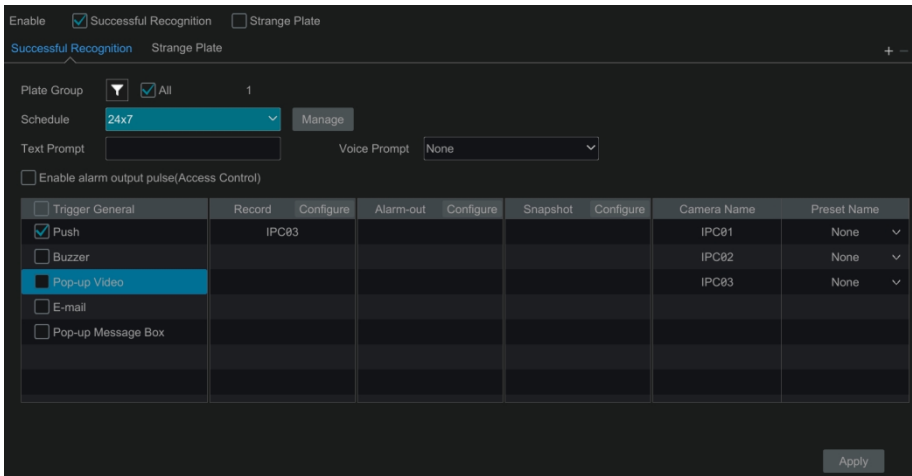 Enable Successful Recognition Strange Plate
Successful Recognition Strange Plate + −
Plate Group All 1
Schedule 24x7 Manage
Text Prompt Voice Prompt None
Enable alarm output pulse(Access Control)
Trigger General Record Configure Alarm-out Configure Snapshot Configure Camera Name Preset Name
Push IPC03 IPC01 None
Buzzer IPC02 None
Pop-up Video IPC03 None
E-mail
Pop-up Message Box
Apply